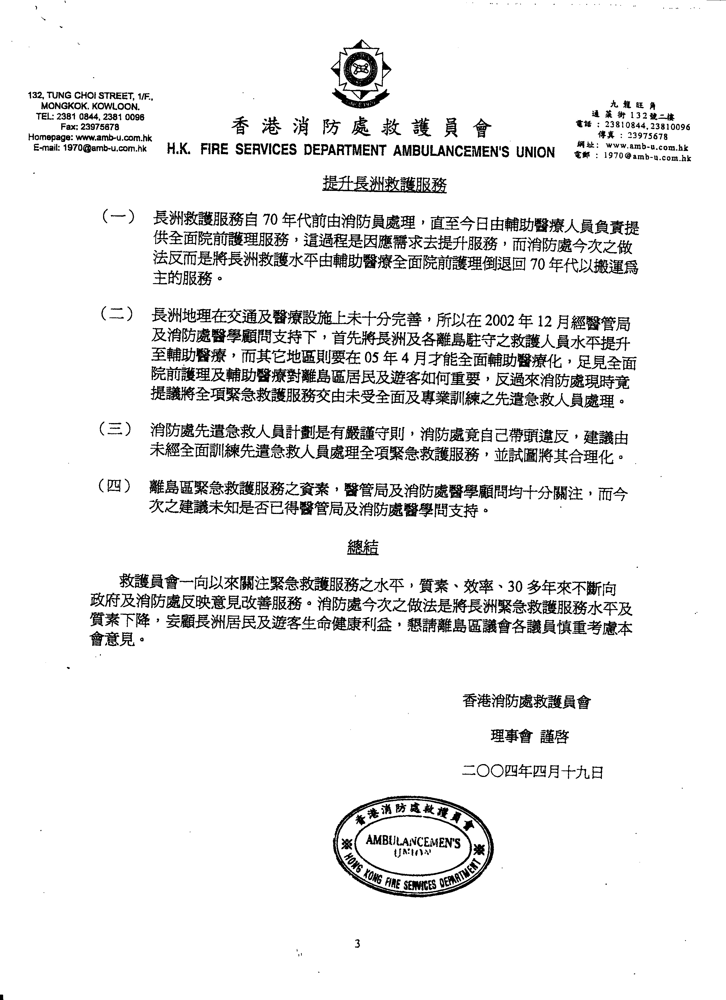 SINCE 1970
132, TUNG CHOI STREET, 1/F.,
MONGKOK. KOWLOON.
TEL: 2381 0844, 2381 0096
Fax: 23975678
Homepage: www.amb-u.com.hk
E-mail: 1970@amb-u.com.hk
香港消防處救護員會
H.K. FIRE SERVICES DEPARTMENT AMBULANCEMEN'S UNION
九龍旺角
通菜街132號二樓
電話：23810844,23810096
傳真：23975678
網址：www.amb-u.com.hk
電郵：1970@amb-u.com.hk
提升長洲救護服務
（一） 長洲救護服務自 70 年代前由消防員處理，直至今日由輔助醫療人員負責提
供全面院前護理服務，這過程是因應需求去提升服務，而消防處今次之做
法反而是將長洲救護水平由輔助醫療全面院前護理倒退回 70 年代以搬運為
主的服務。
（二） 長洲地理在交通及醫療設施上未十分完善，所以在 2002 年 12 月經醫管局
及消防處醫學顧問支持下，首先將長洲及各離島駐守之救護人員水平提升
至輔助醫療，而其它地區則要在 05 年 4 月才能全面輔助醫療化，足見全面
院前護理及輔助醫療對離島區居民及遊客如何重要，反過來消防處現時竟
提議將全項緊急救護服務交由未受全面及專業訓練之先遣急救人員處理。
（三） 消防處先遣急救人員計劃是有嚴謹守則，消防處竟自己帶頭違反，建議由
未經全面訓練先遣急救人員處理全項緊急救護服務，並試圖將其合理化。
（四） 離島區緊急救護服務之資素，醫管局及消防處醫學顧問均十分關注，而今
次之建議未知是否已得醫管局及消防處醫學問支持。
總結
救護員會一向以來關注緊急救護服務之水平，質素、效率、30 多年來不斷向
政府及消防處反映意見改善服務。消防處今次之做法是將長洲緊急救護服務水平及
質素下降，妄顧長洲居民及遊客生命健康利益，懇請離島區議會各議員慎重考慮本
會意見。
香港消防處救護員會
理事會 謹啓
二〇〇四年四月十九日
香港消防處救護員會
AMBULANCEMEN'S
UNION
HONG KONG FIRE SERVICES DEPARTMENT
3